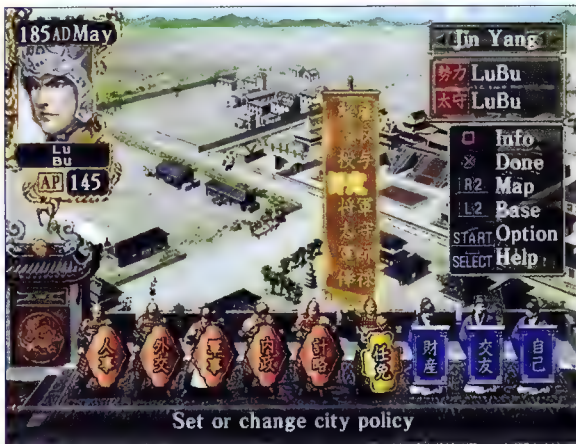 185AD May
Jin Yang
勢力 LuBu
太守 LuBu
LU
BU
AP 145
Info
Done
R2 Map
L2 Base
START Option
SELECT Help
人事
外交
軍事
内政
計略
任免
財産
交友
自己
Set or change city policy